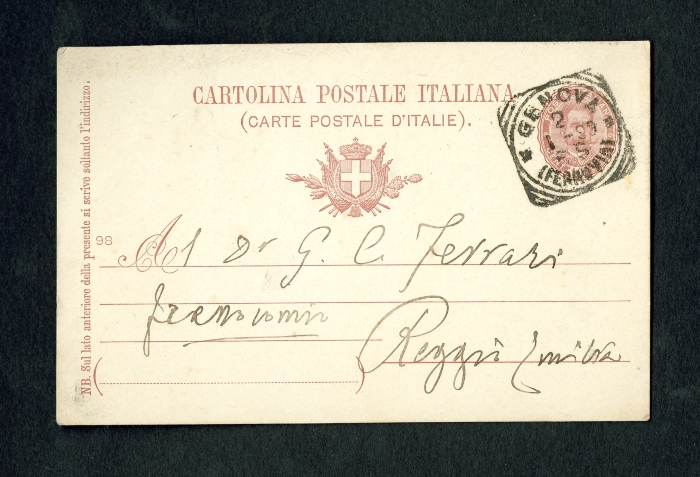 CARTOLINA POSTALE ITALIANA
(CARTE POSTALE D'ITALIE).
GENOVA
(FERROVIA)
NB. Sul lato anteriore della presente si scrive soltanto l'indirizzo.
98
Al Dr G. C. Ferrari
frenocomio
Reggio Emilia